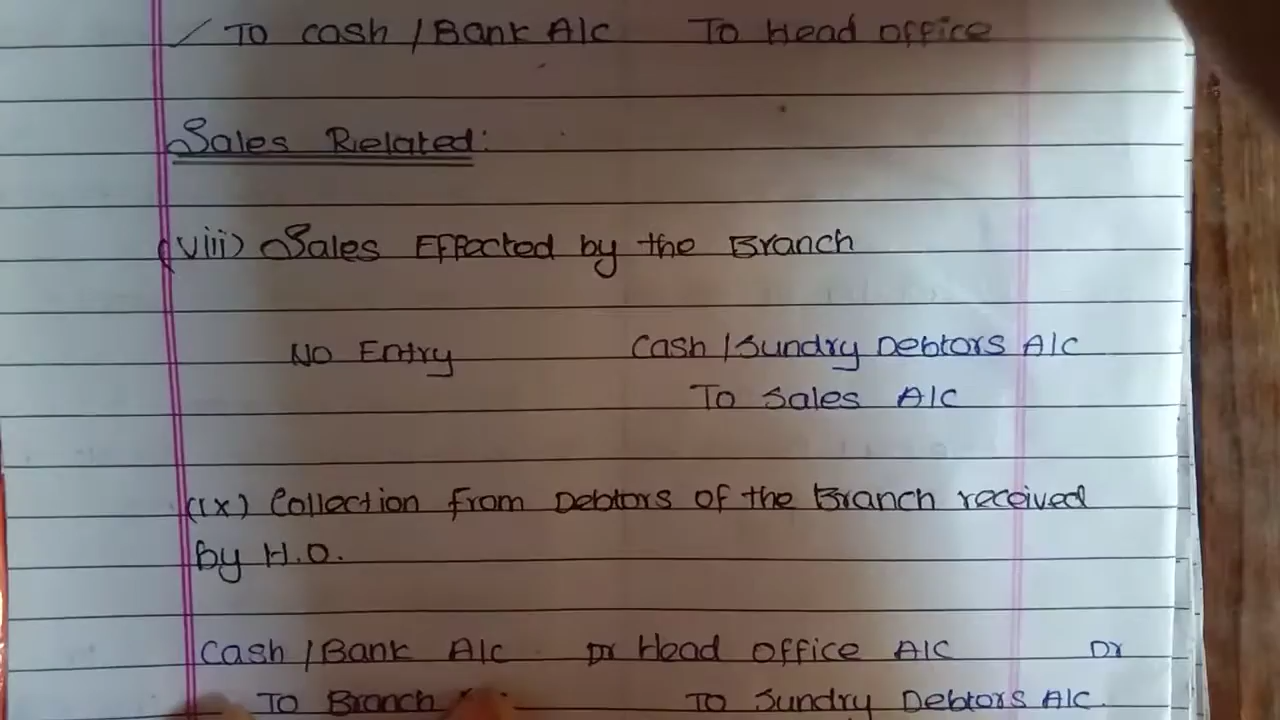 To cash / Bank A/c To Head office
Sales Related:
(viii) Sales Effected by the Branch
No Entry Cash / Sundry Debtors A/c
To Sales A/c
(ix) Collection from Debtors of the Branch received
by H.O.
Cash / Bank A/c Dr Head office A/c Dr
To Branch To Sundry Debtors A/c.